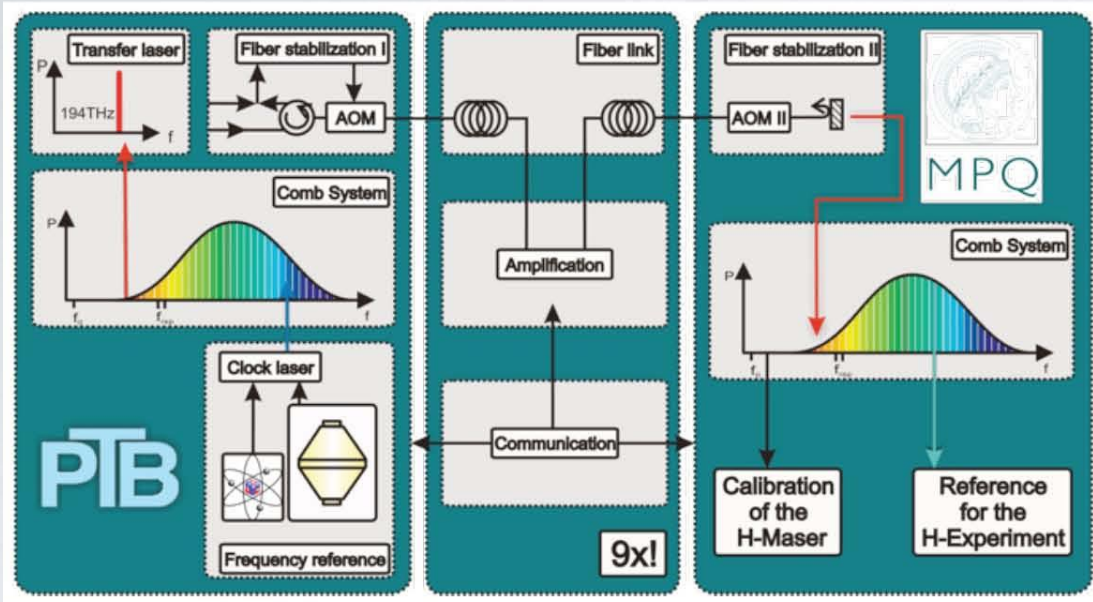 Transfer laser
P
194THz
f
Fiber stabilization I
AOM
Comb System
P
f
Clock laser
Frequency reference
PTB
Fiber link
Amplification
Communication
9x!
Fiber stabilization II
AOM II
MPQ
Comb System
P
f
Calibration
of the
H-Maser
Reference
for the
H-Experiment